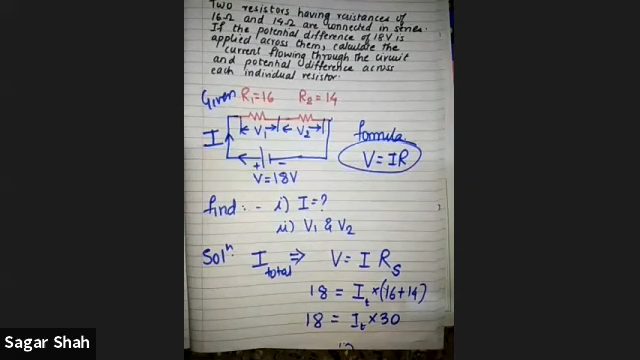 Two resistors having resistances of
16Ω and 14Ω are connected in series.
If the potential difference of 18V is
applied across them, calculate the
current flowing through the circuit
and potential difference across
each individual resistor.
Given R₁=16 R₂=14
I V₁ V₂
+ −
V=18V
formula
V=IR
find:- i) I=?
ii) V₁ & V₂
Solⁿ. I total ⇒ V= I R_S
18 = I_t × (16+14)
18 = I_t × 30
Sagar Shah